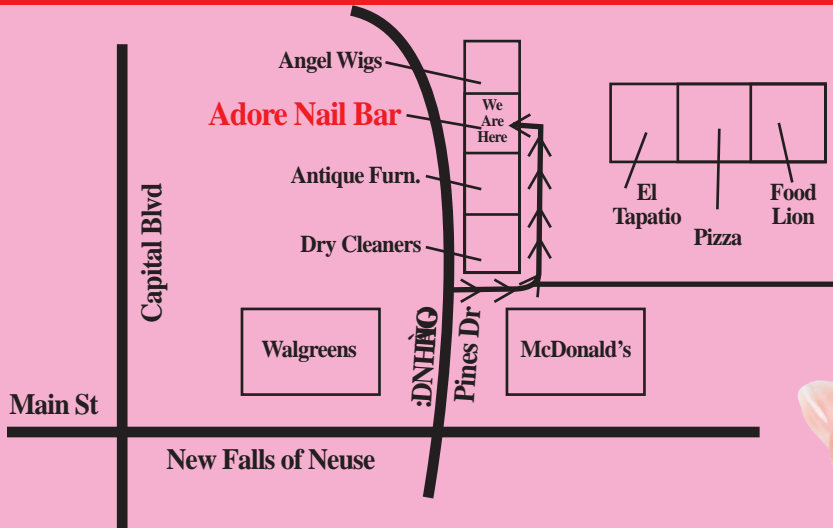 Angel Wigs
Adore Nail Bar
We
Are
Here
Antique Furn.
Dry Cleaners
El
Tapatio
Pizza
Food
Lion
Capital Blvd
Walgreens
Pines Dr
McDonald's
Main St
New Falls of Neuse